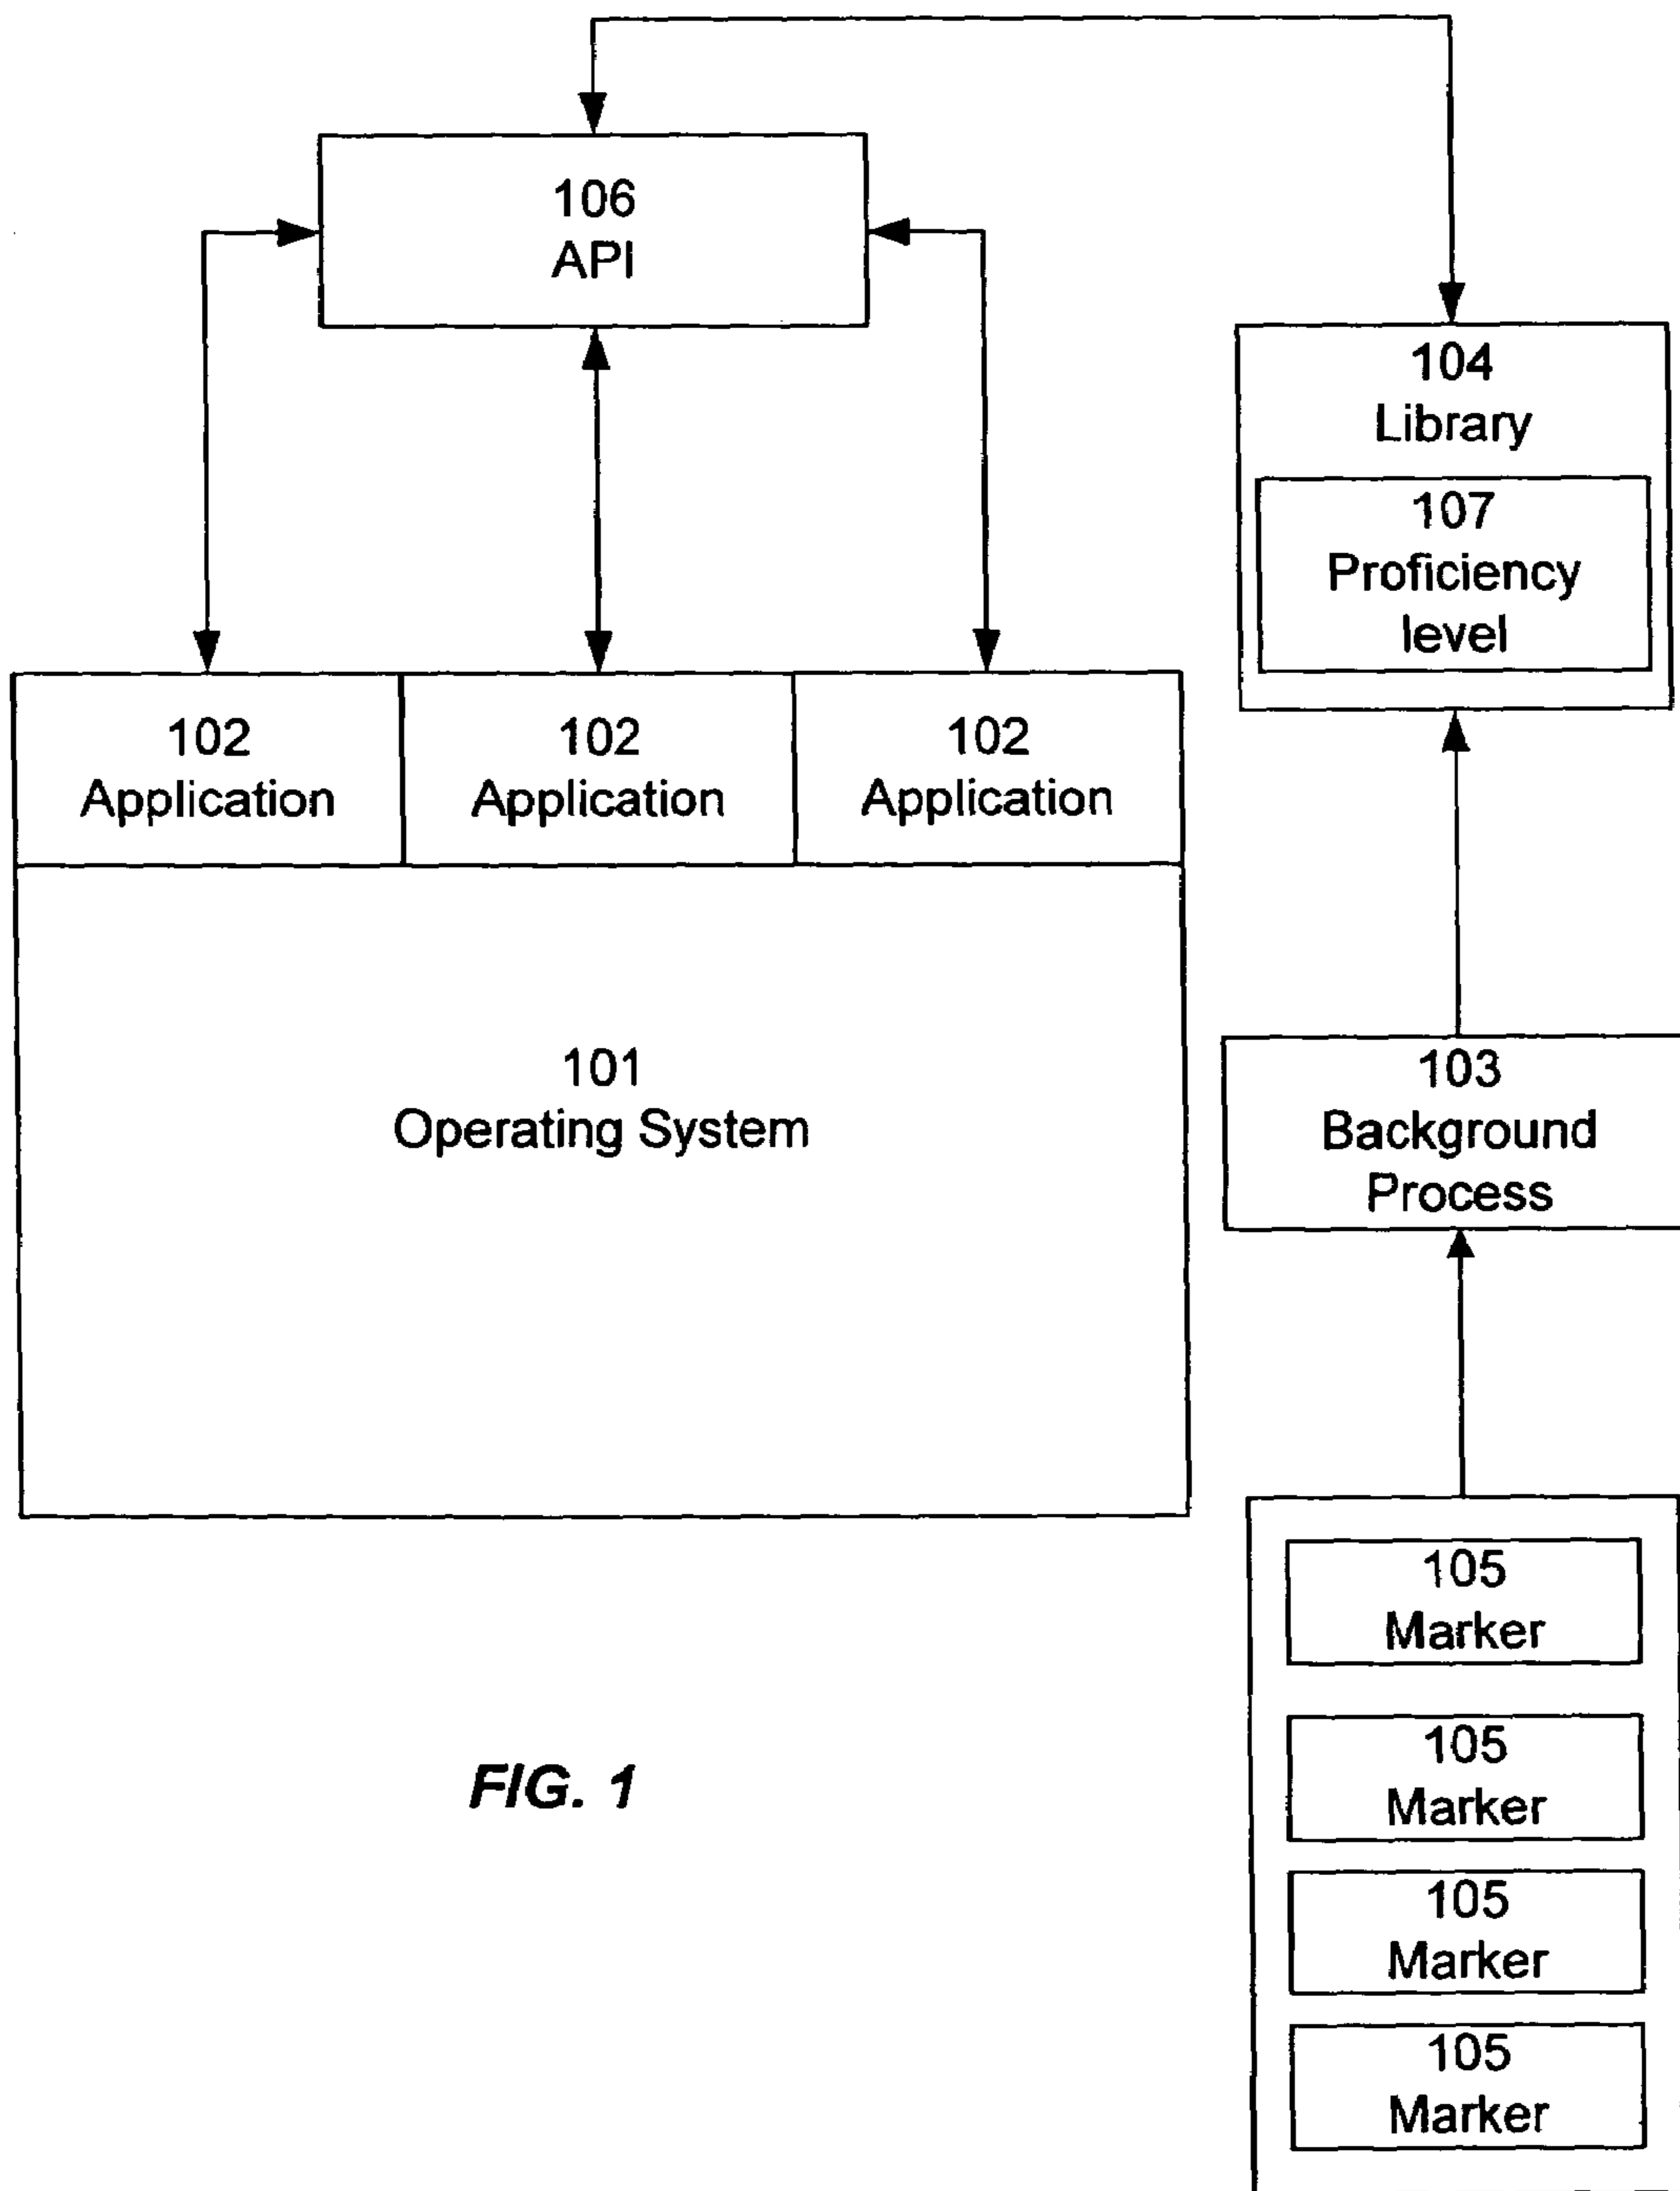 106
API
104
Library
107
Proficiency
level
102
Application
102
Application
102
Application
101
Operating System
103
Background
Process
105
Marker
105
Marker
105
Marker
105
Marker
FIG. 1